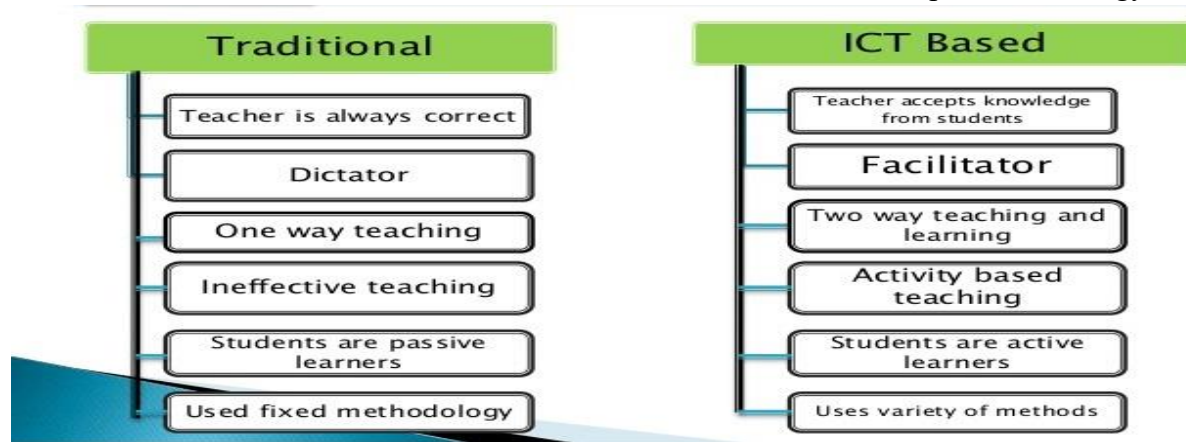 Traditional
Teacher is always correct
Dictator
One way teaching
Ineffective teaching
Students are passive
learners
Used fixed methodology
ICT Based
Teacher accepts knowledge
from students
Facilitator
Two way teaching and
learning
Activity based
teaching
Students are active
learners
Uses variety of methods